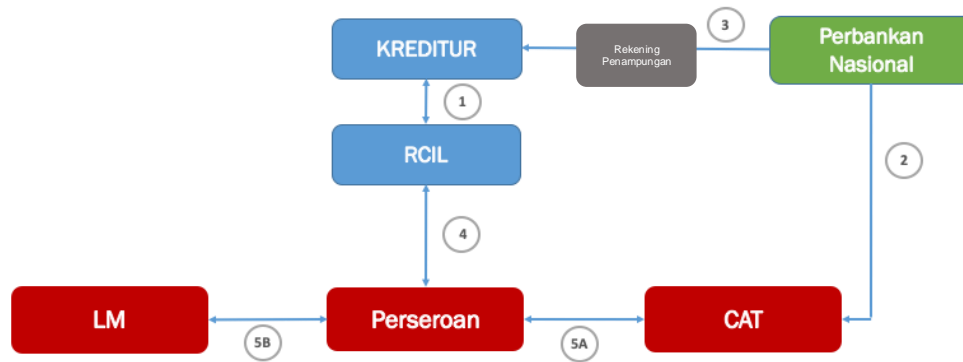 3
KREDITUR
Rekening
Penampungan
Perbankan
Nasional
1
RCIL
2
4
LM
Perseroan
CAT
5B
5A